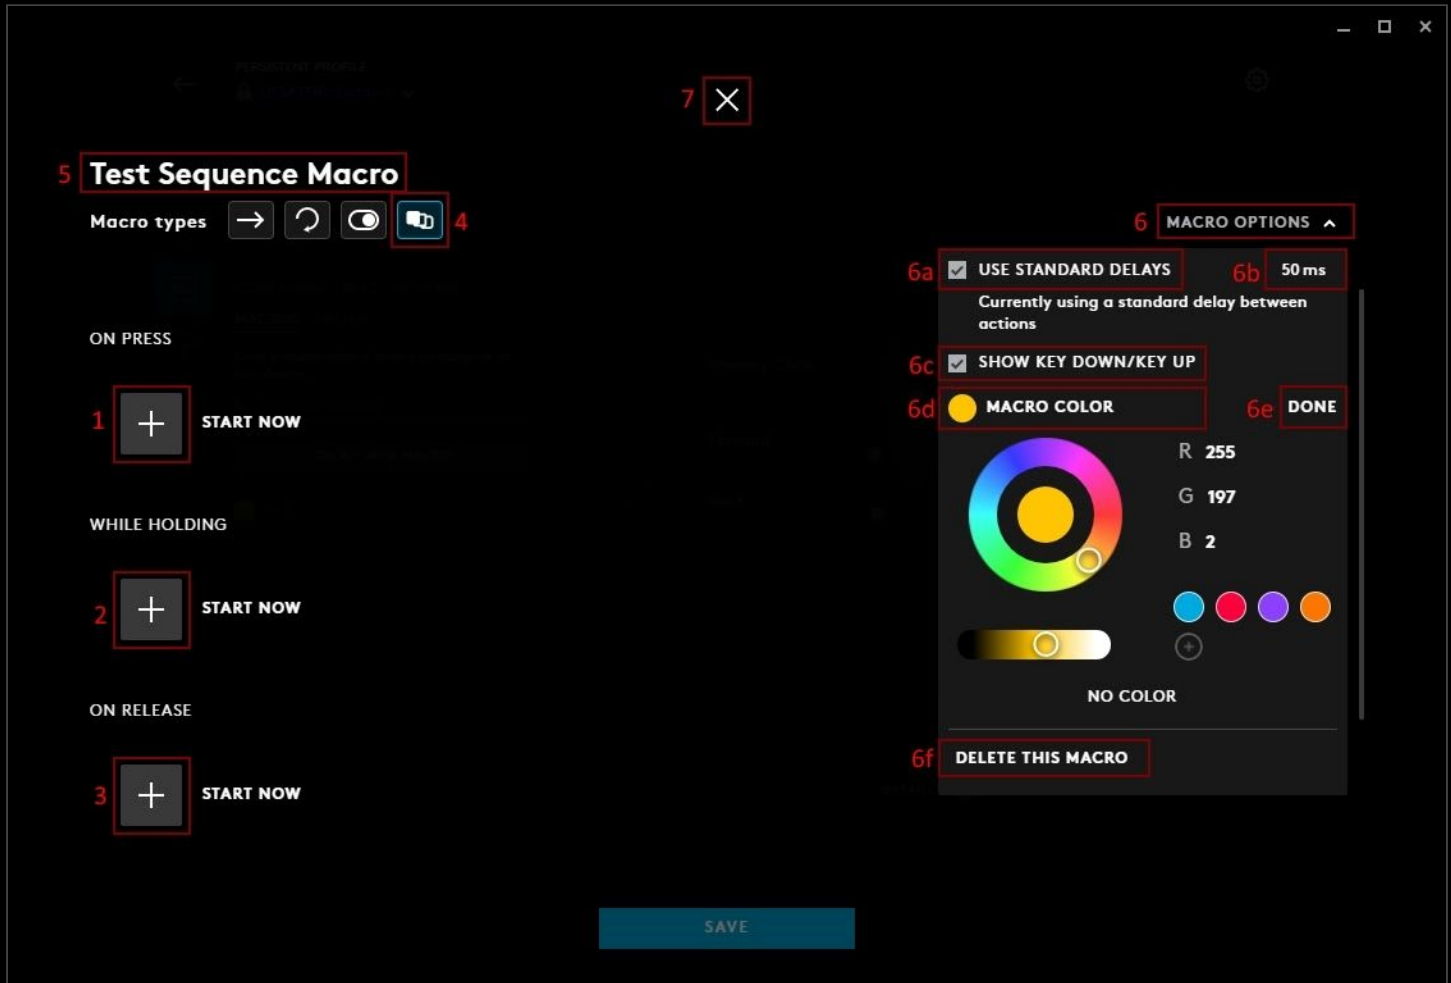 PERSISTENT PROFILE
7
5 Test Sequence Macro
Macro types
4
6 MACRO OPTIONS
6a USE STANDARD DELAYS 6b 50 ms
Currently using a standard delay between
actions
ON PRESS
6c SHOW KEY DOWN/KEY UP
6d MACRO COLOR 6e DONE
1 START NOW
R 255
G 197
WHILE HOLDING
B 2
2 START NOW
NO COLOR
ON RELEASE
6f DELETE THIS MACRO
3 START NOW
SAVE